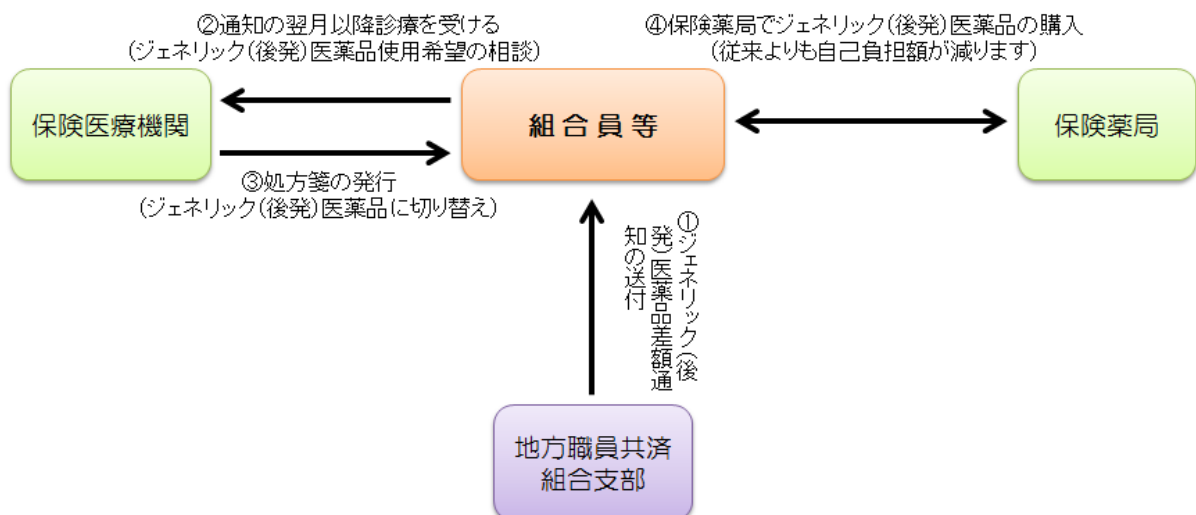 ②通知の翌月以降診療を受ける
(ジェネリック(後発)医薬品使用希望の相談)
④保険薬局でジェネリック(後発)医薬品の購入
(従来よりも自己負担額が減ります)
保険医療機関
組合員等
保険薬局
③処方箋の発行
(ジェネリック(後発)医薬品に切り替え)
①ジェネリック(後
発)医薬品差額通
知の送付
地方職員共済
組合支部